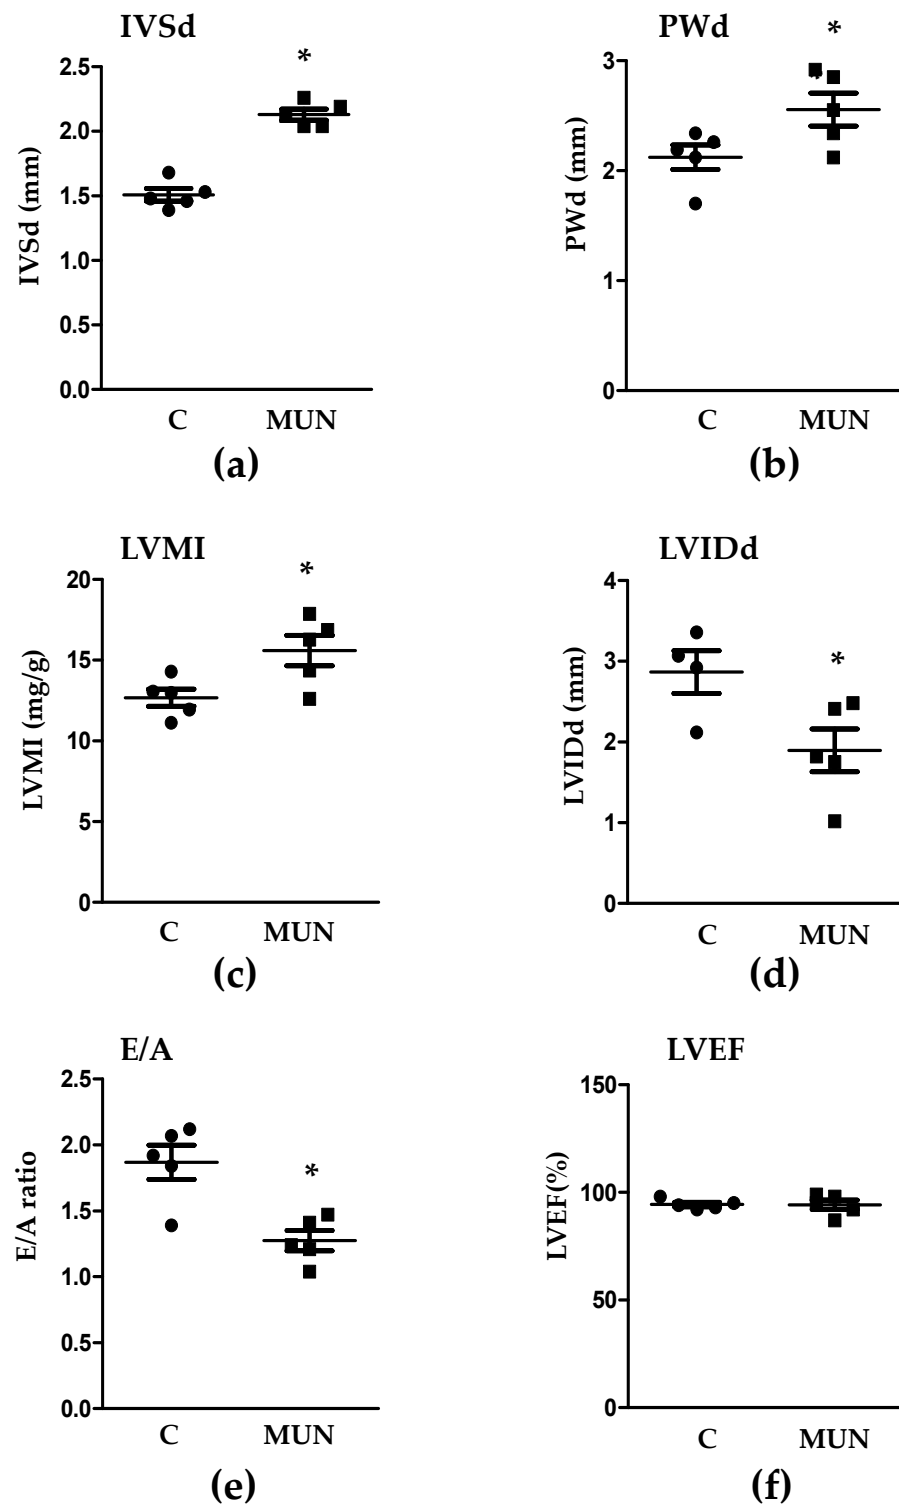 IVSd
*
2.5
2.0
1.5
1.0
0.5
0.0
IVSd (mm)
C MUN
(a)
PWd
*
*
3
2
1
0
PWd (mm)
C MUN
(b)
LVMI
*
20
15
10
5
0
LVMI (mg/g)
C MUN
(c)
LVIDd
*
4
3
2
1
0
LVIDd (mm)
C MUN
(d)
E/A
*
2.5
2.0
1.5
1.0
0.5
0.0
E/A ratio
C MUN
(e)
LVEF
150
100
50
0
LVEF(%)
C MUN
(f)